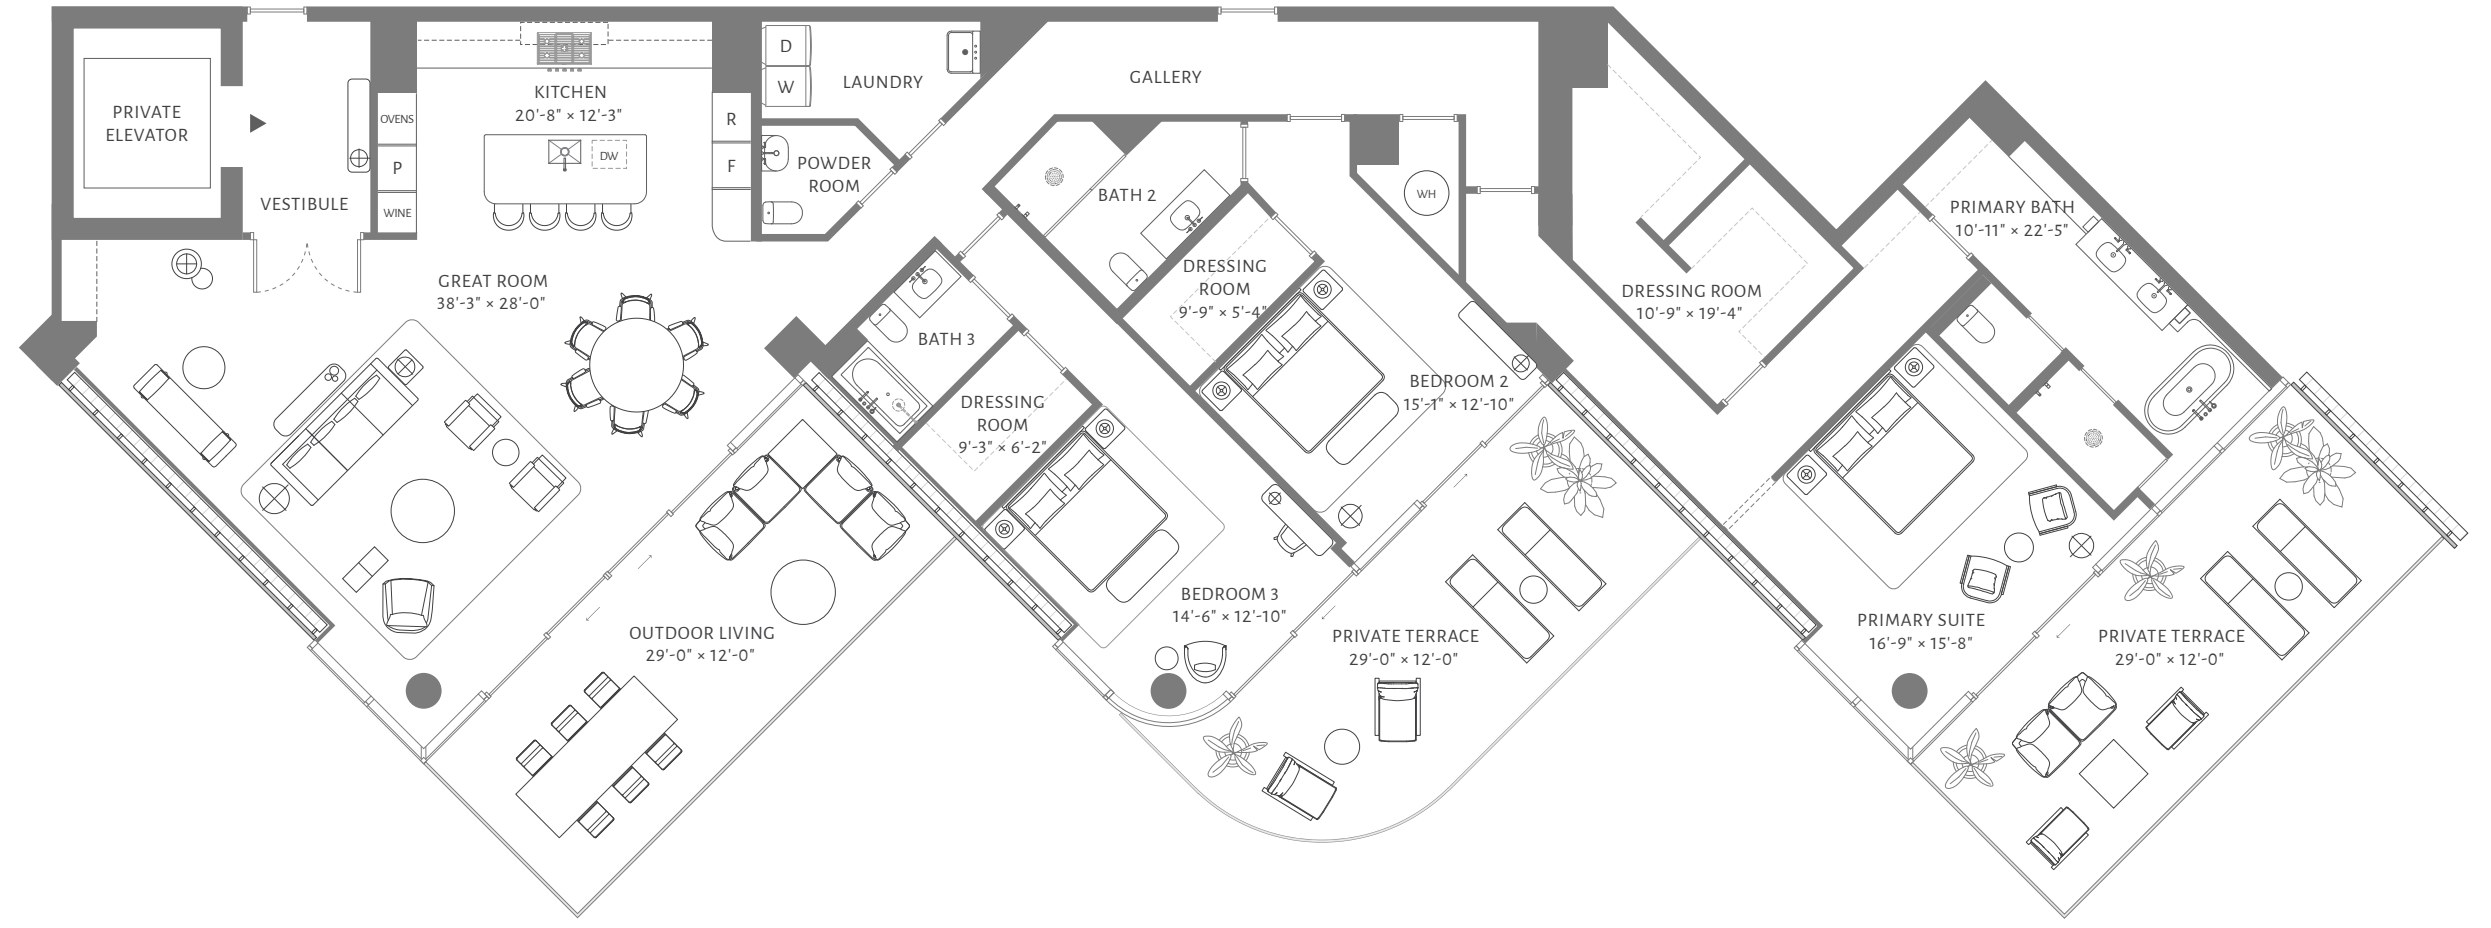 PRIVATE
ELEVATOR
VESTIBULE
OVENS
P
WINE
KITCHEN
20'-8" × 12'-3"
DW
R
F
D
W
LAUNDRY
POWDER
ROOM
GALLERY
GREAT ROOM
38'-3" × 28'-0"
OUTDOOR LIVING
29'-0" × 12'-0"
BATH 3
DRESSING
ROOM
9'-3" × 6'-2"
BEDROOM 3
14'-6" × 12'-10"
BATH 2
DRESSING
ROOM
9'-9" × 5'-4"
WH
BEDROOM 2
15'-1" × 12'-10"
PRIVATE TERRACE
29'-0" × 12'-0"
DRESSING ROOM
10'-9" × 19'-4"
PRIMARY BATH
10'-11" × 22'-5"
PRIMARY SUITE
16'-9" × 15'-8"
PRIVATE TERRACE
29'-0" × 12'-0"